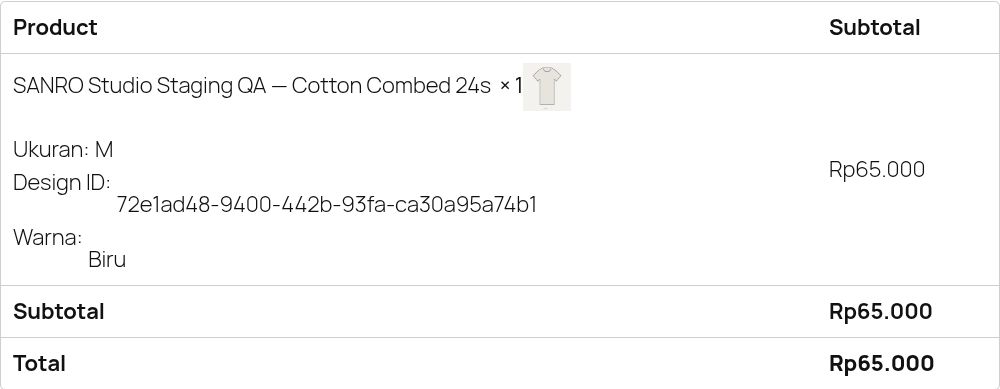 Product Subtotal
SANRO Studio Staging QA — Cotton Combed 24s × 1
Ukuran: M
Rp65.000
Design ID:
72e1ad48-9400-442b-93fa-ca30a95a74b1
Warna:
Biru
Subtotal Rp65.000
Total Rp65.000